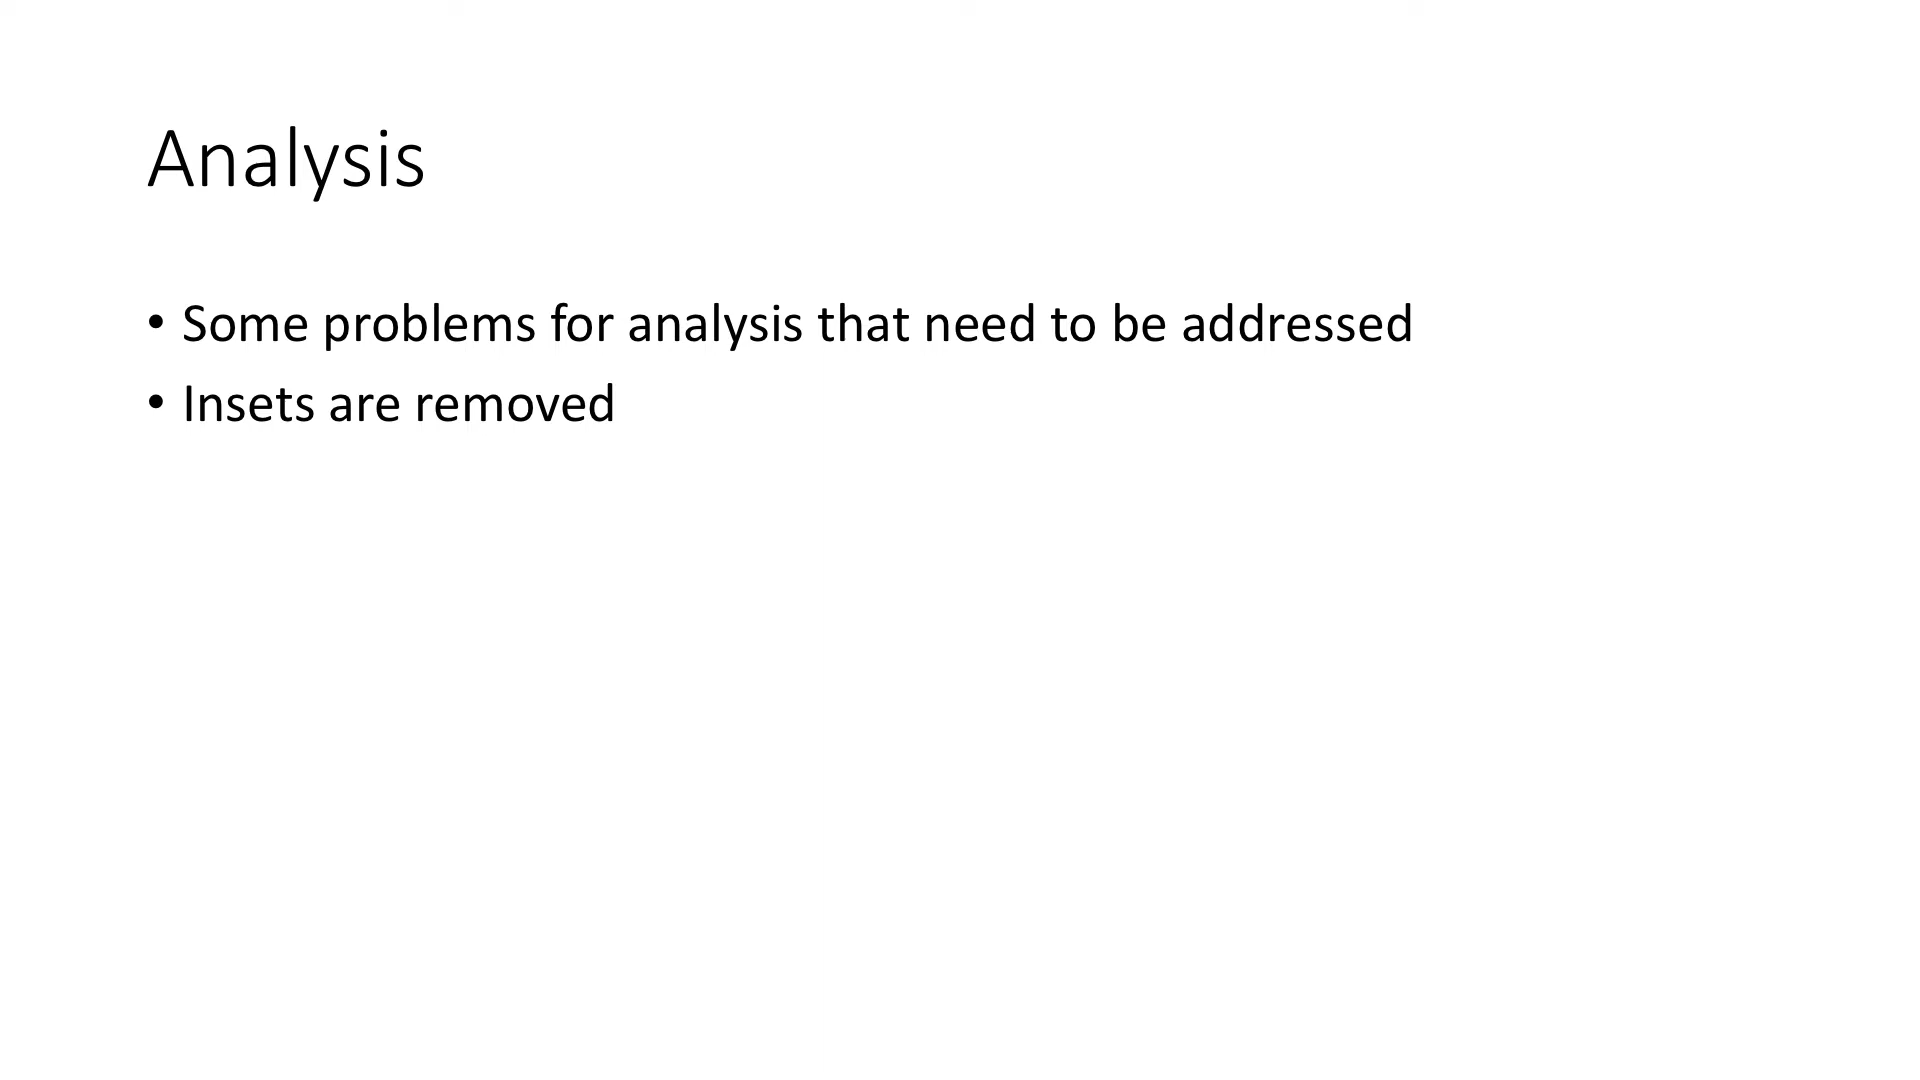 Analysis
• Some problems for analysis that need to be addressed
• Insets are removed